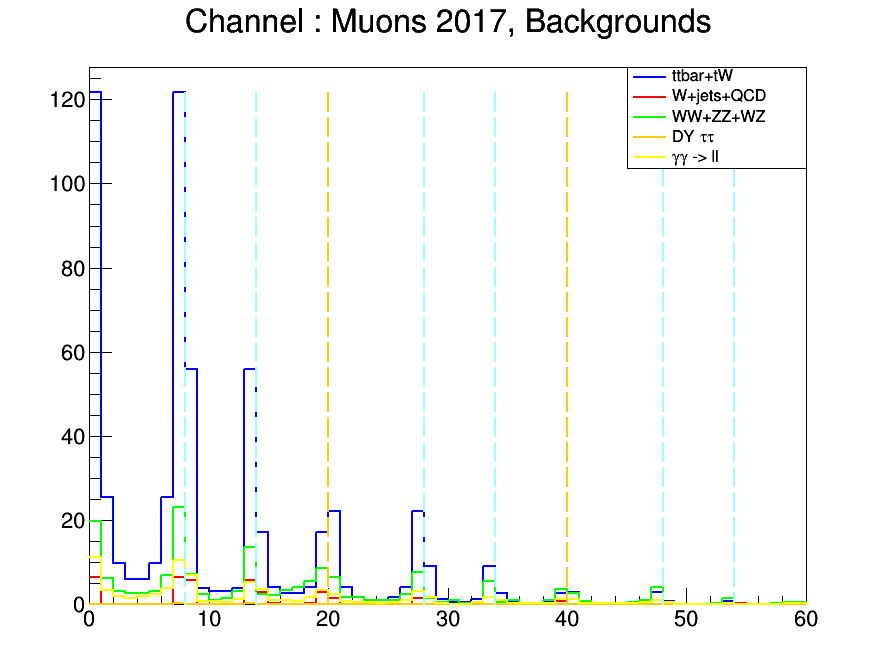 Channel : Muons 2017, Backgrounds
ttbar+tW
W+jets+QCD
WW+ZZ+WZ
DY ττ
γγ -> ll
120
100
80
60
40
20
0
0 10 20 30 40 50 60